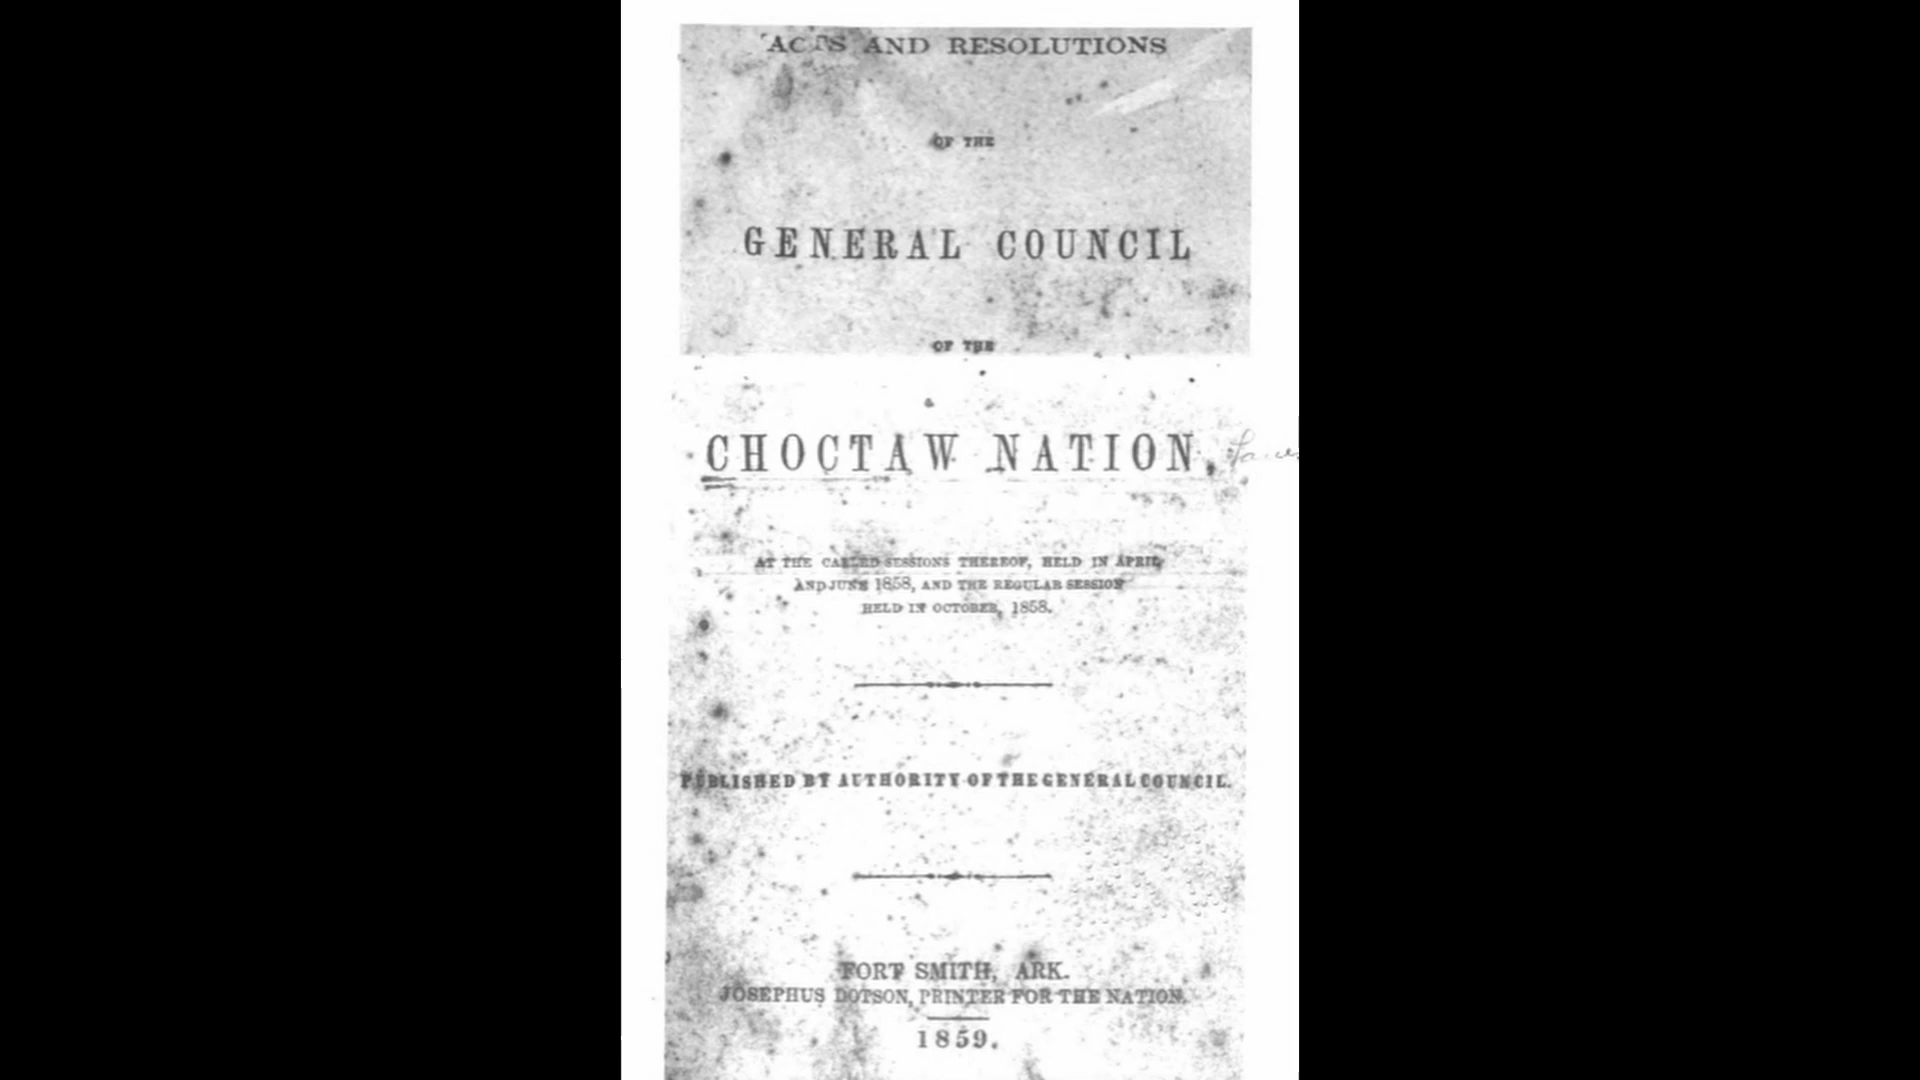 ACTS AND RESOLUTIONS
OF THE
GENERAL COUNCIL
OF THE
CHOCTAW NATION,
AT THE CALLED SESSIONS THEREOF, HELD IN APRIL
AND JUNE 1858, AND THE REGULAR SESSION
HELD IN OCTOBER, 1858.
PUBLISHED BY AUTHORITY OF THE GENERAL COUNCIL.
FORT SMITH, ARK.
JOSEPHUS DOTSON, PRINTER FOR THE NATION.
1859.